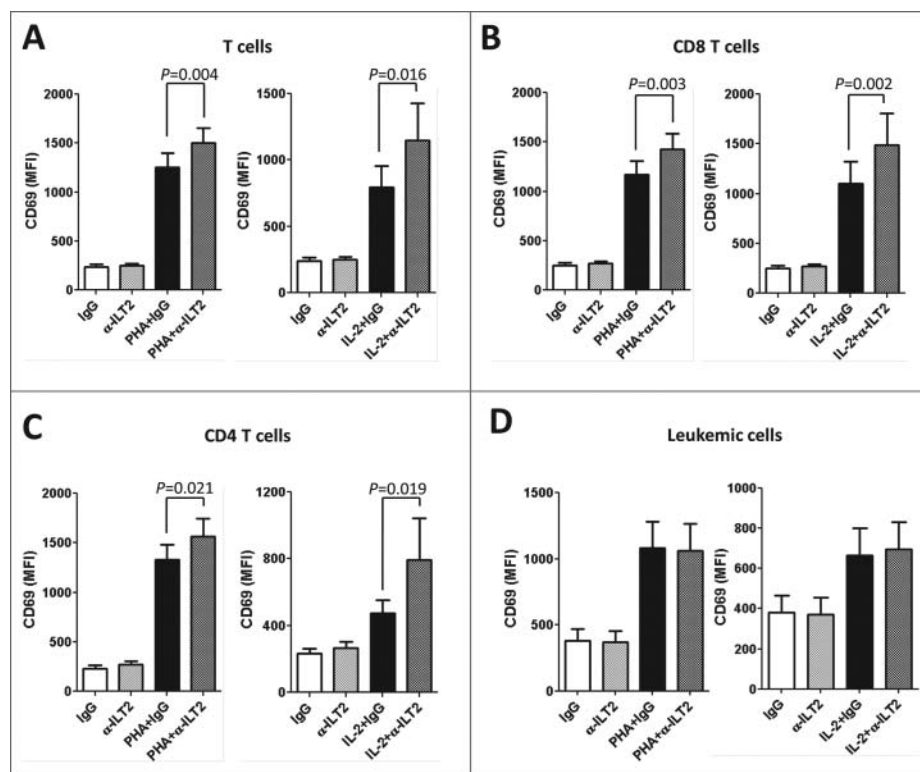 A
T cells
P=0.004
CD69 (MFI)
2000
1500
1000
500
0
IgG
α-ILT2
PHA+IgG
PHA+α-ILT2
P=0.016
CD69 (MFI)
1500
1000
500
0
IgG
α-ILT2
IL-2+IgG
IL-2+α-ILT2
B
CD8 T cells
P=0.003
CD69 (MFI)
2000
1500
1000
500
0
IgG
α-ILT2
PHA+IgG
PHA+α-ILT2
P=0.002
CD69 (MFI)
2000
1500
1000
500
0
IgG
α-ILT2
IL-2+IgG
IL-2+α-ILT2
C
CD4 T cells
P=0.021
CD69 (MFI)
2000
1500
1000
500
0
IgG
α-ILT2
PHA+IgG
PHA+α-ILT2
P=0.019
CD69 (MFI)
1200
800
400
0
IgG
α-ILT2
IL-2+IgG
IL-2+α-ILT2
D
Leukemic cells
CD69 (MFI)
1500
1000
500
0
IgG
α-ILT2
PHA+IgG
PHA+α-ILT2
CD69 (MFI)
1000
800
600
400
200
0
IgG
α-ILT2
IL-2+IgG
IL-2+α-ILT2